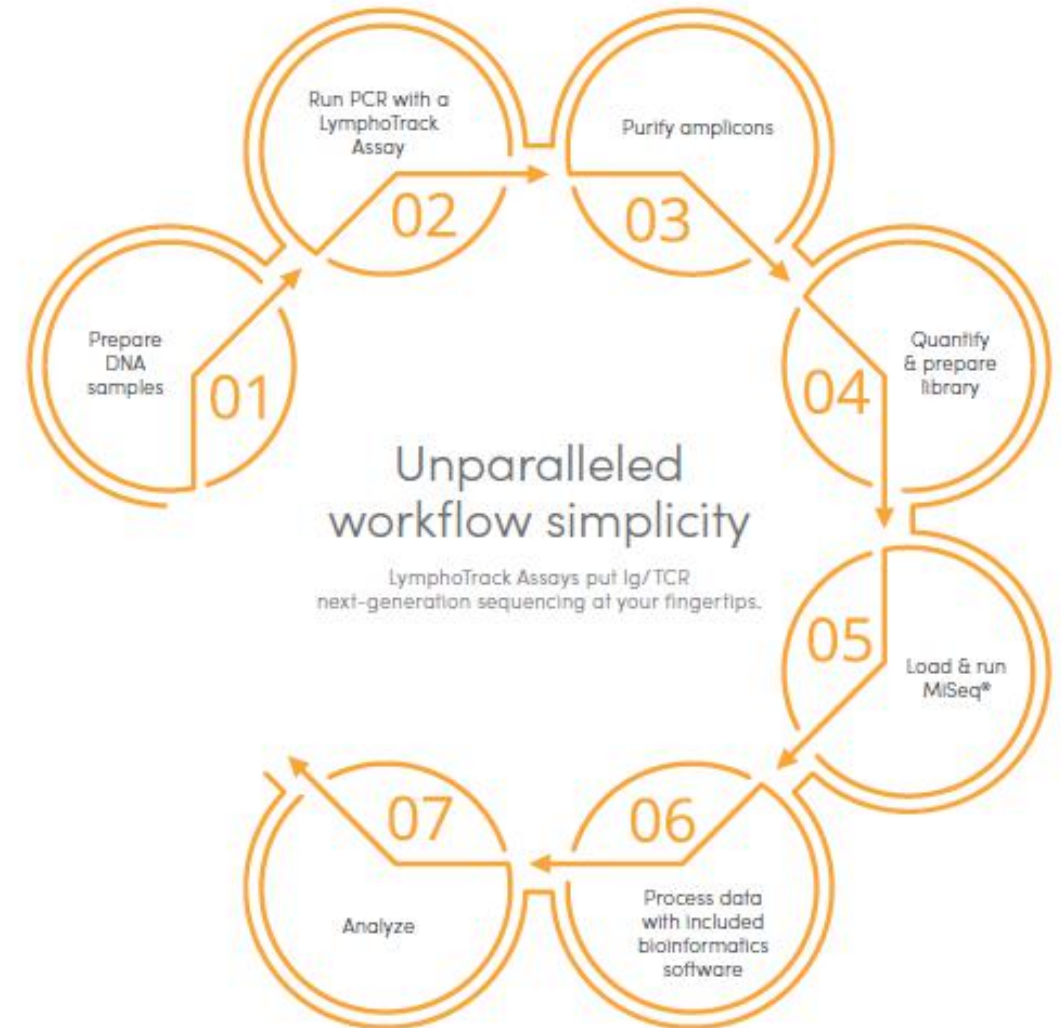 Run PCR with a
LymphoTrack
Assay
02
Purify amplicons
03
Prepare
DNA
samples
01
Quantify
& prepare
library
04
Unparalleled
workflow simplicity
LymphoTrack Assays put Ig/TCR
next-generation sequencing at your fingertips.
05
Load & run
MiSeq®
06
Process data
with included
bioinformatics
software
07
Analyze